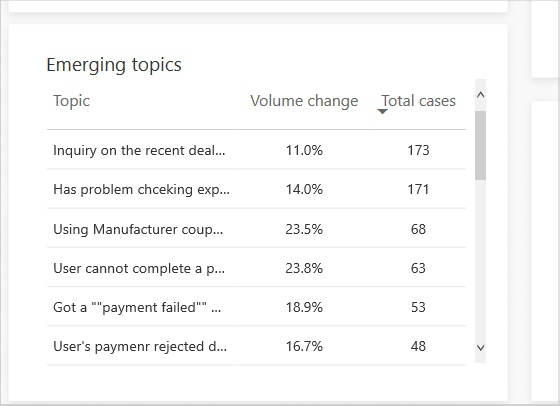 Emerging topics
Topic Volume change Total cases
Inquiry on the recent deal... 11.0% 173
Has problem chceking exp... 14.0% 171
Using Manufacturer coup... 23.5% 68
User cannot complete a p... 23.8% 63
Got a ""payment failed"" ... 18.9% 53
User's paymenr rejected d... 16.7% 48